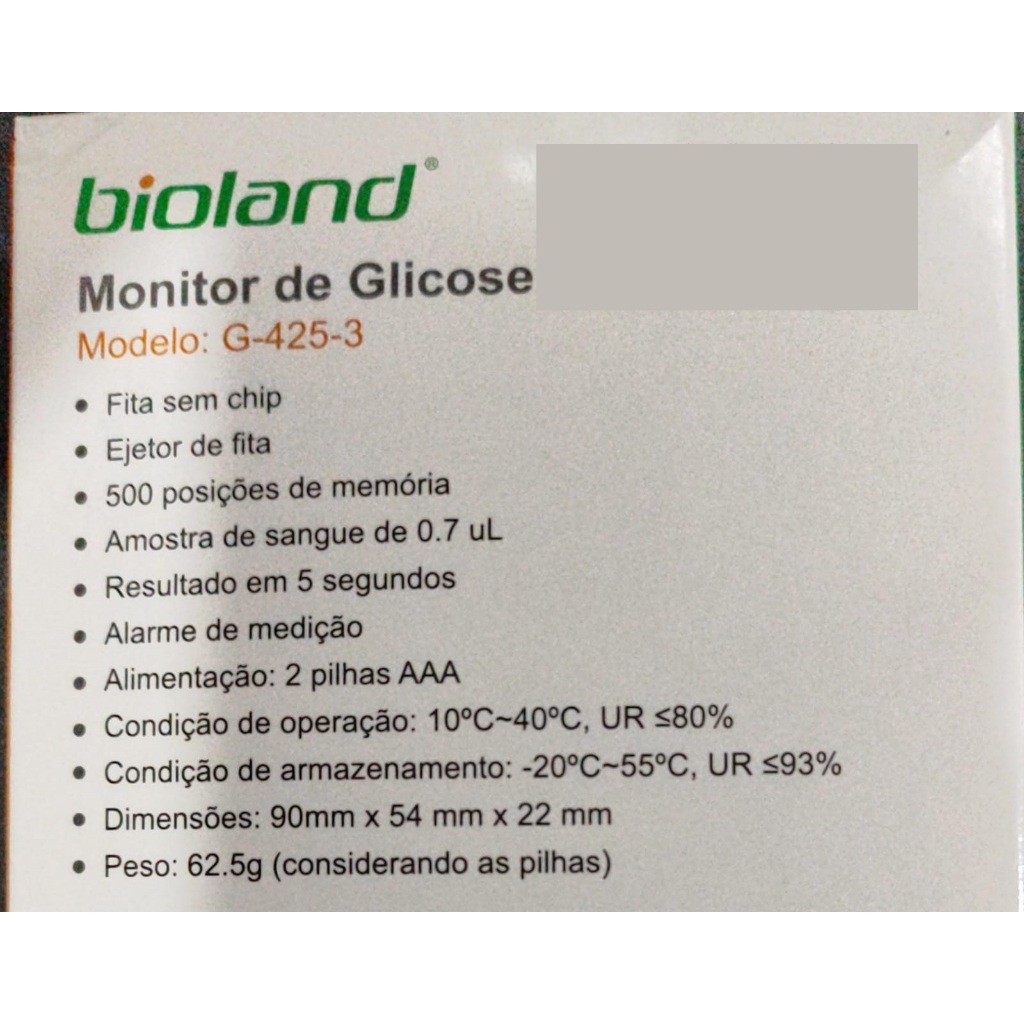 bioland®
Monitor de Glicose
Modelo: G-425-3
• Fita sem chip
• Ejetor de fita
• 500 posições de memória
• Amostra de sangue de 0.7 uL
• Resultado em 5 segundos
• Alarme de medição
• Alimentação: 2 pilhas AAA
• Condição de operação: 10ºC~40ºC, UR ≤80%
• Condição de armazenamento: -20ºC~55ºC, UR ≤93%
• Dimensões: 90mm x 54 mm x 22 mm
• Peso: 62.5g (considerando as pilhas)